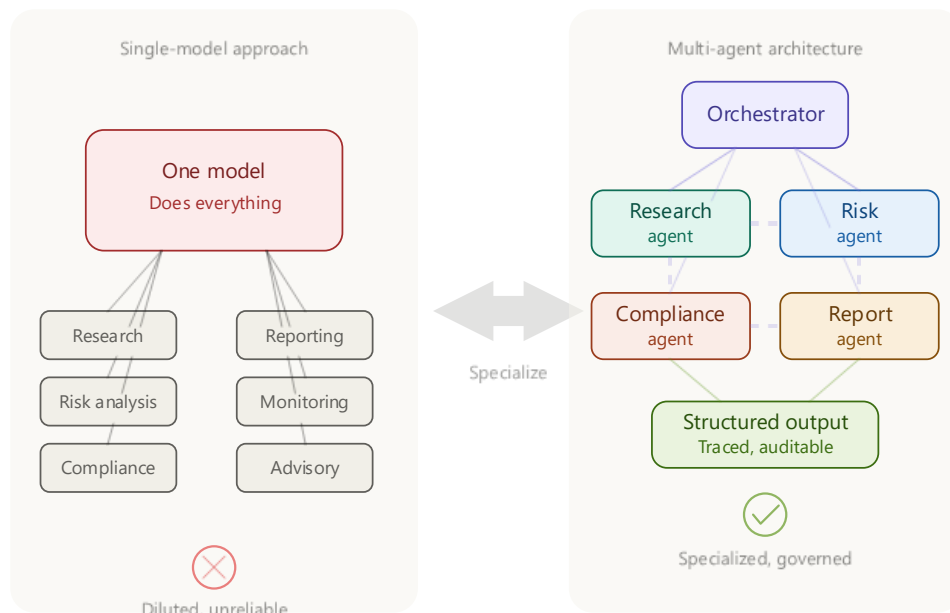 Single-model approach
One model
Does everything
Research
Reporting
Risk analysis
Monitoring
Compliance
Advisory
Diluted, unreliable
Specialize
Multi-agent architecture
Orchestrator
Research
agent
Risk
agent
Compliance
agent
Report
agent
Structured output
Traced, auditable
Specialized, governed